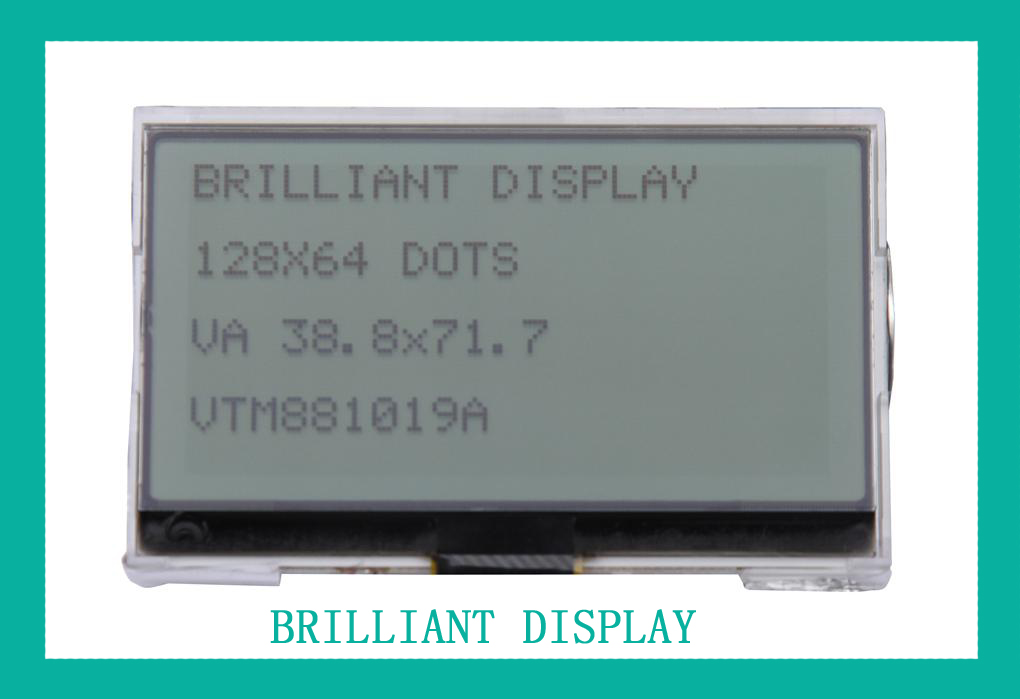 BRILLIANT DISPLAY
128X64 DOTS
VA 38.8x71.7
VTM881019A
BRILLIANT DISPLAY